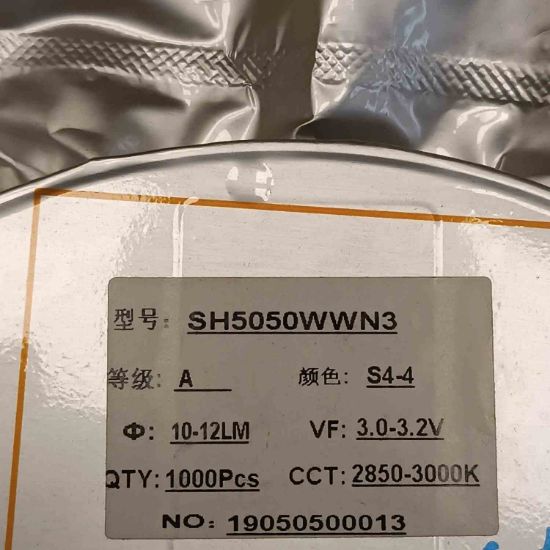 型号: SH5050WWN3
等级: A 颜色: S4-4
Φ: 10-12LM VF: 3.0-3.2V
QTY: 1000Pcs CCT: 2850-3000K
NO: 19050500013